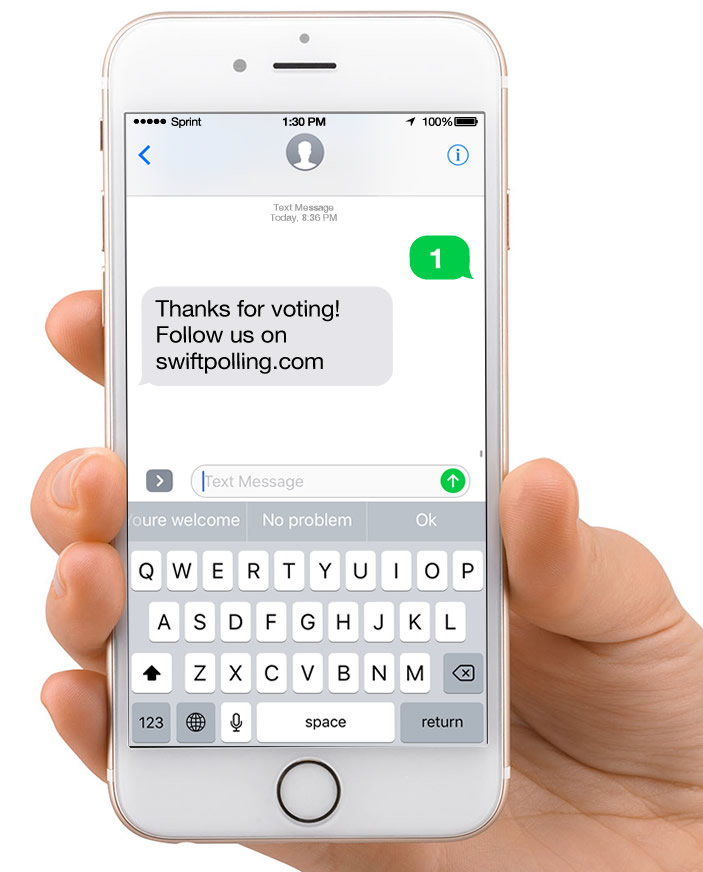 Sprint 1:30 PM 100%
Text Message
Today, 8:36 PM
1
Thanks for voting!
Follow us on
swiftpolling.com
Text Message
oure welcome No problem Ok
Q W E R T Y U I O P
A S D F G H J K L
Z X C V B N M
123 space return